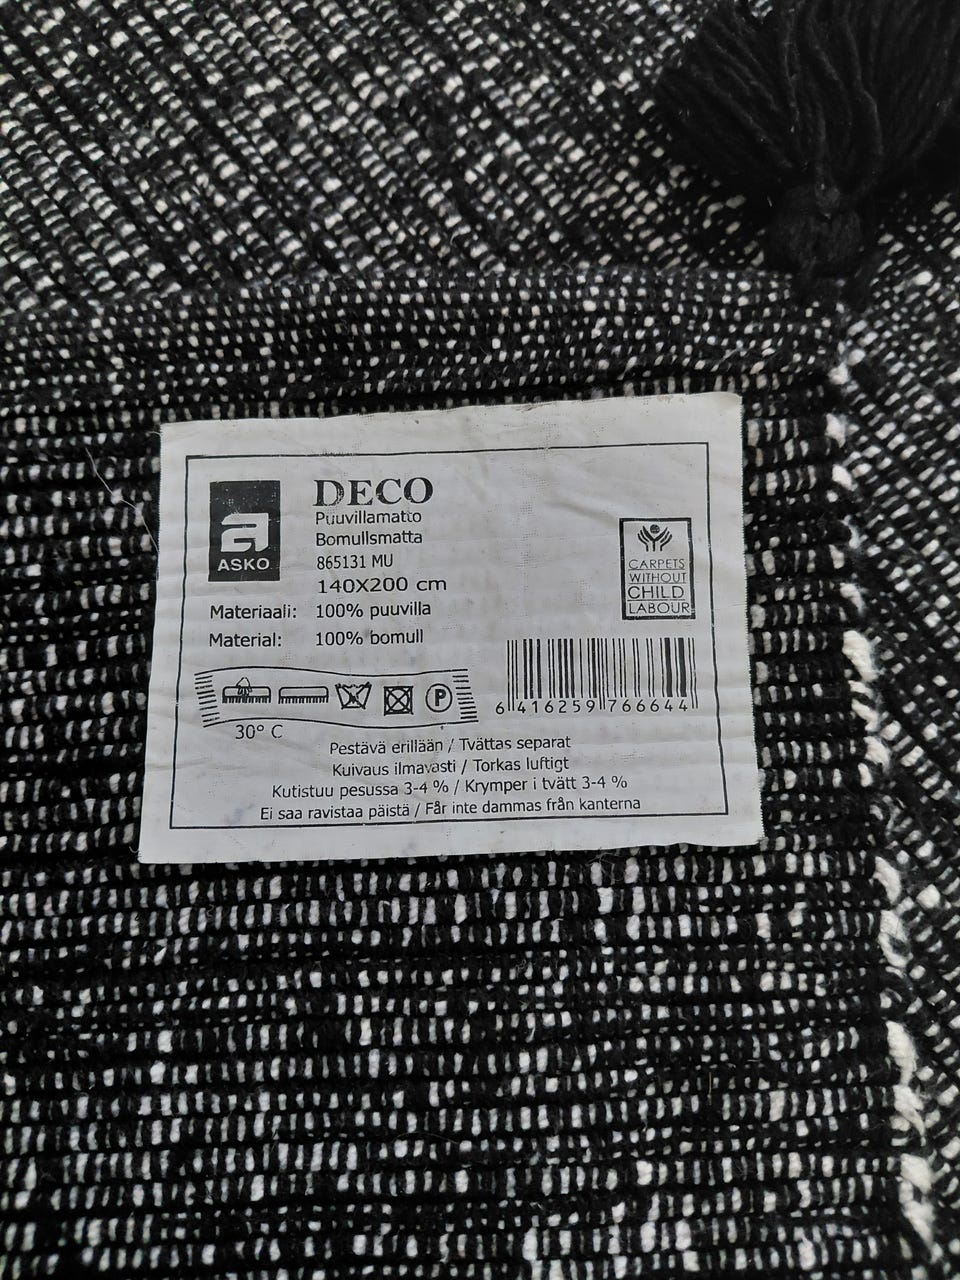 DECO
Puuvillamatto
Bomullsmatta
865131 MU
140X200 cm
ASKO
Materiaali: 100% puuvilla
Material: 100% bomull
CARPETS
WITHOUT
CHILD
LABOUR
P
30° C
6 416259 766644
Pestävä erillään / Tvättas separat
Kuivaus ilmavasti / Torkas luftigt
Kutistuu pesussa 3-4 % / Krymper i tvätt 3-4 %
Ei saa ravistaa päistä / Får inte dammas från kanterna